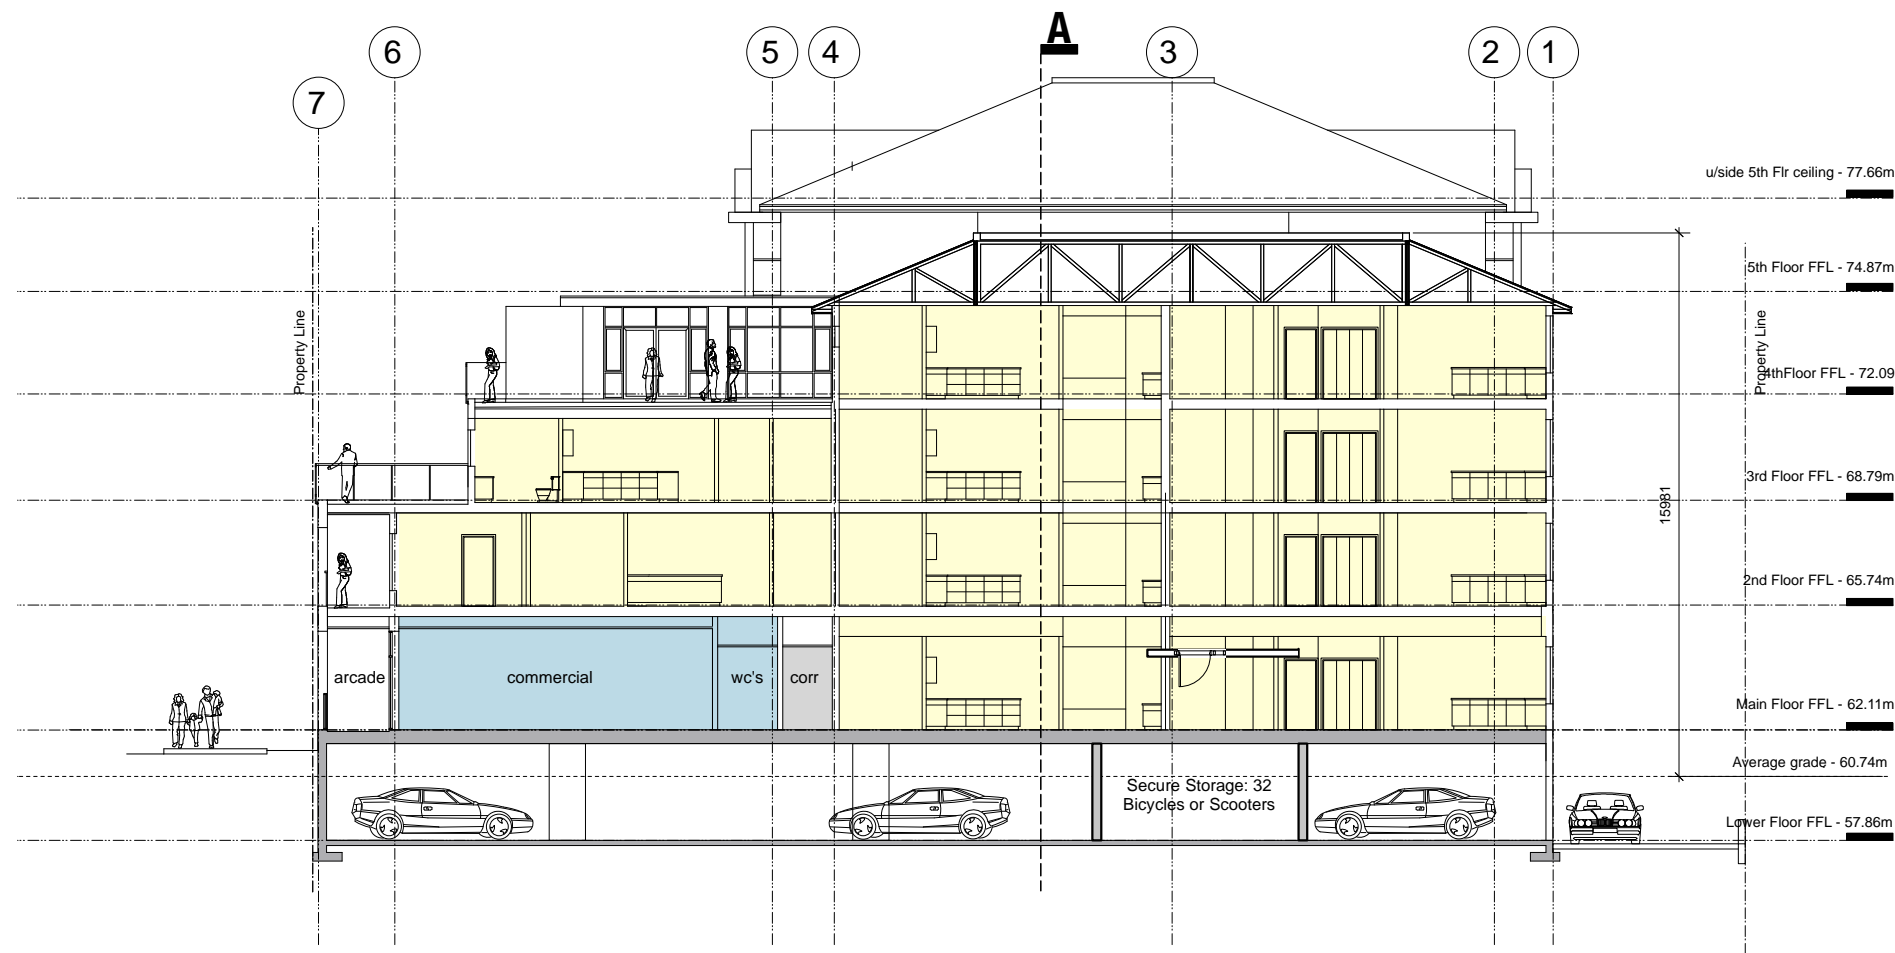 A
6
5
4
3
2
1
7
u/side 5th Flr ceiling - 77.66m
5th Floor FFL - 74.87m
Property Line
Property Line
4thFloor FFL - 72.09
3rd Floor FFL - 68.79m
15981
2nd Floor FFL - 65.74m
arcade
commercial
wc's
corr
Main Floor FFL - 62.11m
Average grade - 60.74m
Secure Storage: 32
Bicycles or Scooters
Lower Floor FFL - 57.86m